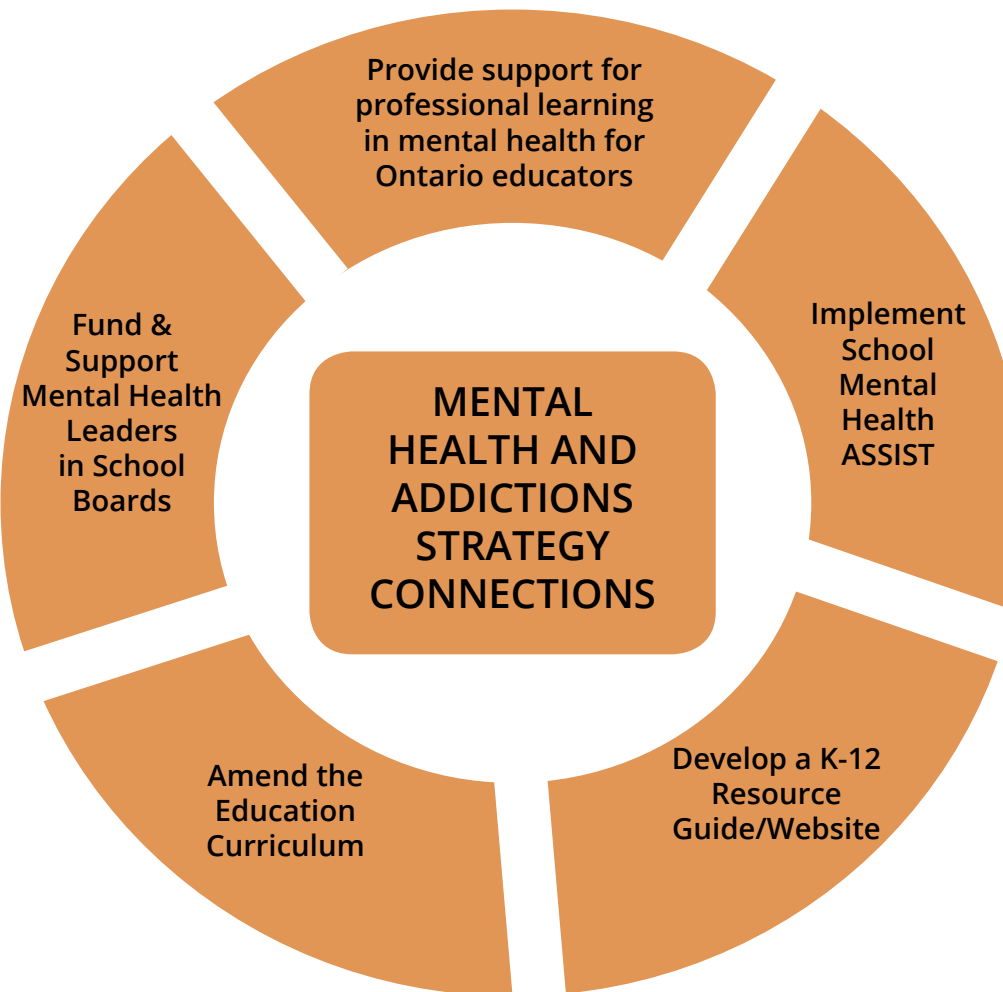 Provide support for
professional learning
in mental health for
Ontario educators
Implement
School
Mental
Health
ASSIST
Develop a K-12
Resource
Guide/Website
Amend the
Education
Curriculum
Fund &
Support
Mental Health
Leaders
in School
Boards
MENTAL
HEALTH AND
ADDICTIONS
STRATEGY
CONNECTIONS